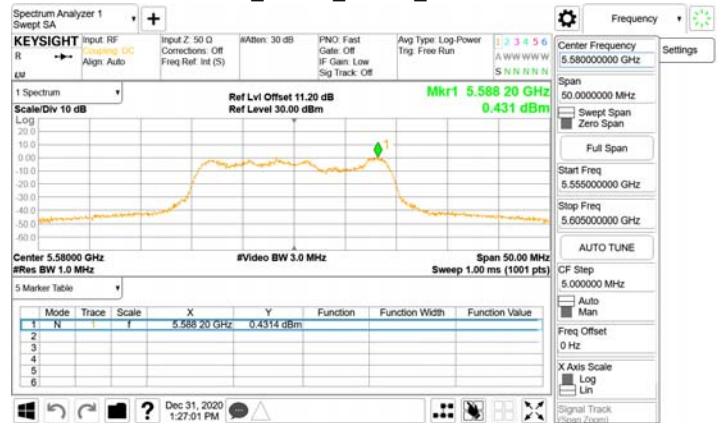 Spectrum Analyzer 1
Swept SA
Frequency
KEYSIGHT
R
LU
Input: RF
Coupling: DC
Align: Auto
Input Z: 50 Ω
Corrections: Off
Freq Ref: Int (S)
#Atten: 30 dB
PNO: Fast
Gate: Off
IF Gain: Low
Sig Track: Off
Avg Type: Log-Power
Trig: Free Run
1 2 3 4 5 6
A WW WW W
S N N N N N
Center Frequency
5.580000000 GHz
Settings
Span
50.0000000 MHz
Swept Span
Zero Span
Full Span
Start Freq
5.555000000 GHz
Stop Freq
5.605000000 GHz
AUTO TUNE
CF Step
5.000000 MHz
Auto
Man
Freq Offset
0 Hz
X Axis Scale
Log
Lin
Signal Track
(Span Zoom)
1 Spectrum
Scale/Div 10 dB
Ref Lvl Offset 11.20 dB
Ref Level 30.00 dBm
Mkr1 5.588 20 GHz
0.431 dBm
Log
20.0
10.0
0.00
-10.0
-20.0
-30.0
-40.0
-50.0
-60.0
1
Center 5.58000 GHz
#Res BW 1.0 MHz
#Video BW 3.0 MHz
Span 50.00 MHz
Sweep 1.00 ms (1001 pts)
5 Marker Table
Mode Trace Scale X Y Function Function Width Function Value
1 N 1 f 5.588 20 GHz 0.4314 dBm
2
3
4
5
6
Dec 31, 2020
1:27:01 PM